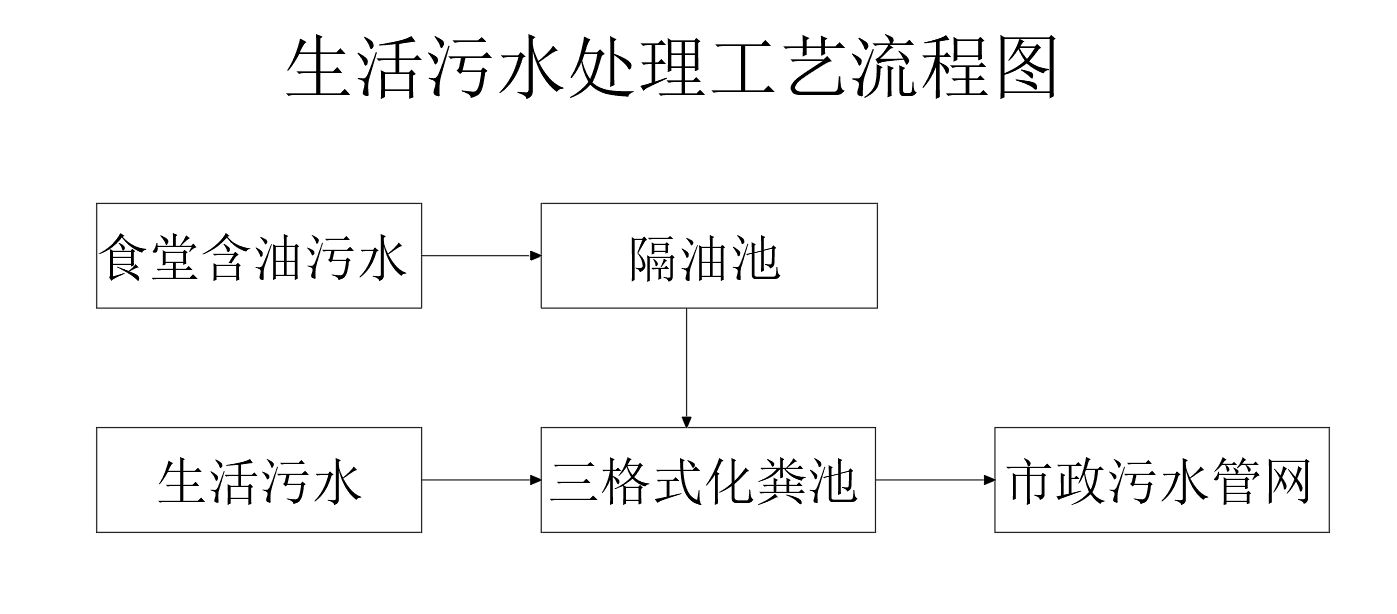 生活污水处理工艺流程图
食堂含油污水
隔油池
生活污水
三格式化粪池
市政污水管网